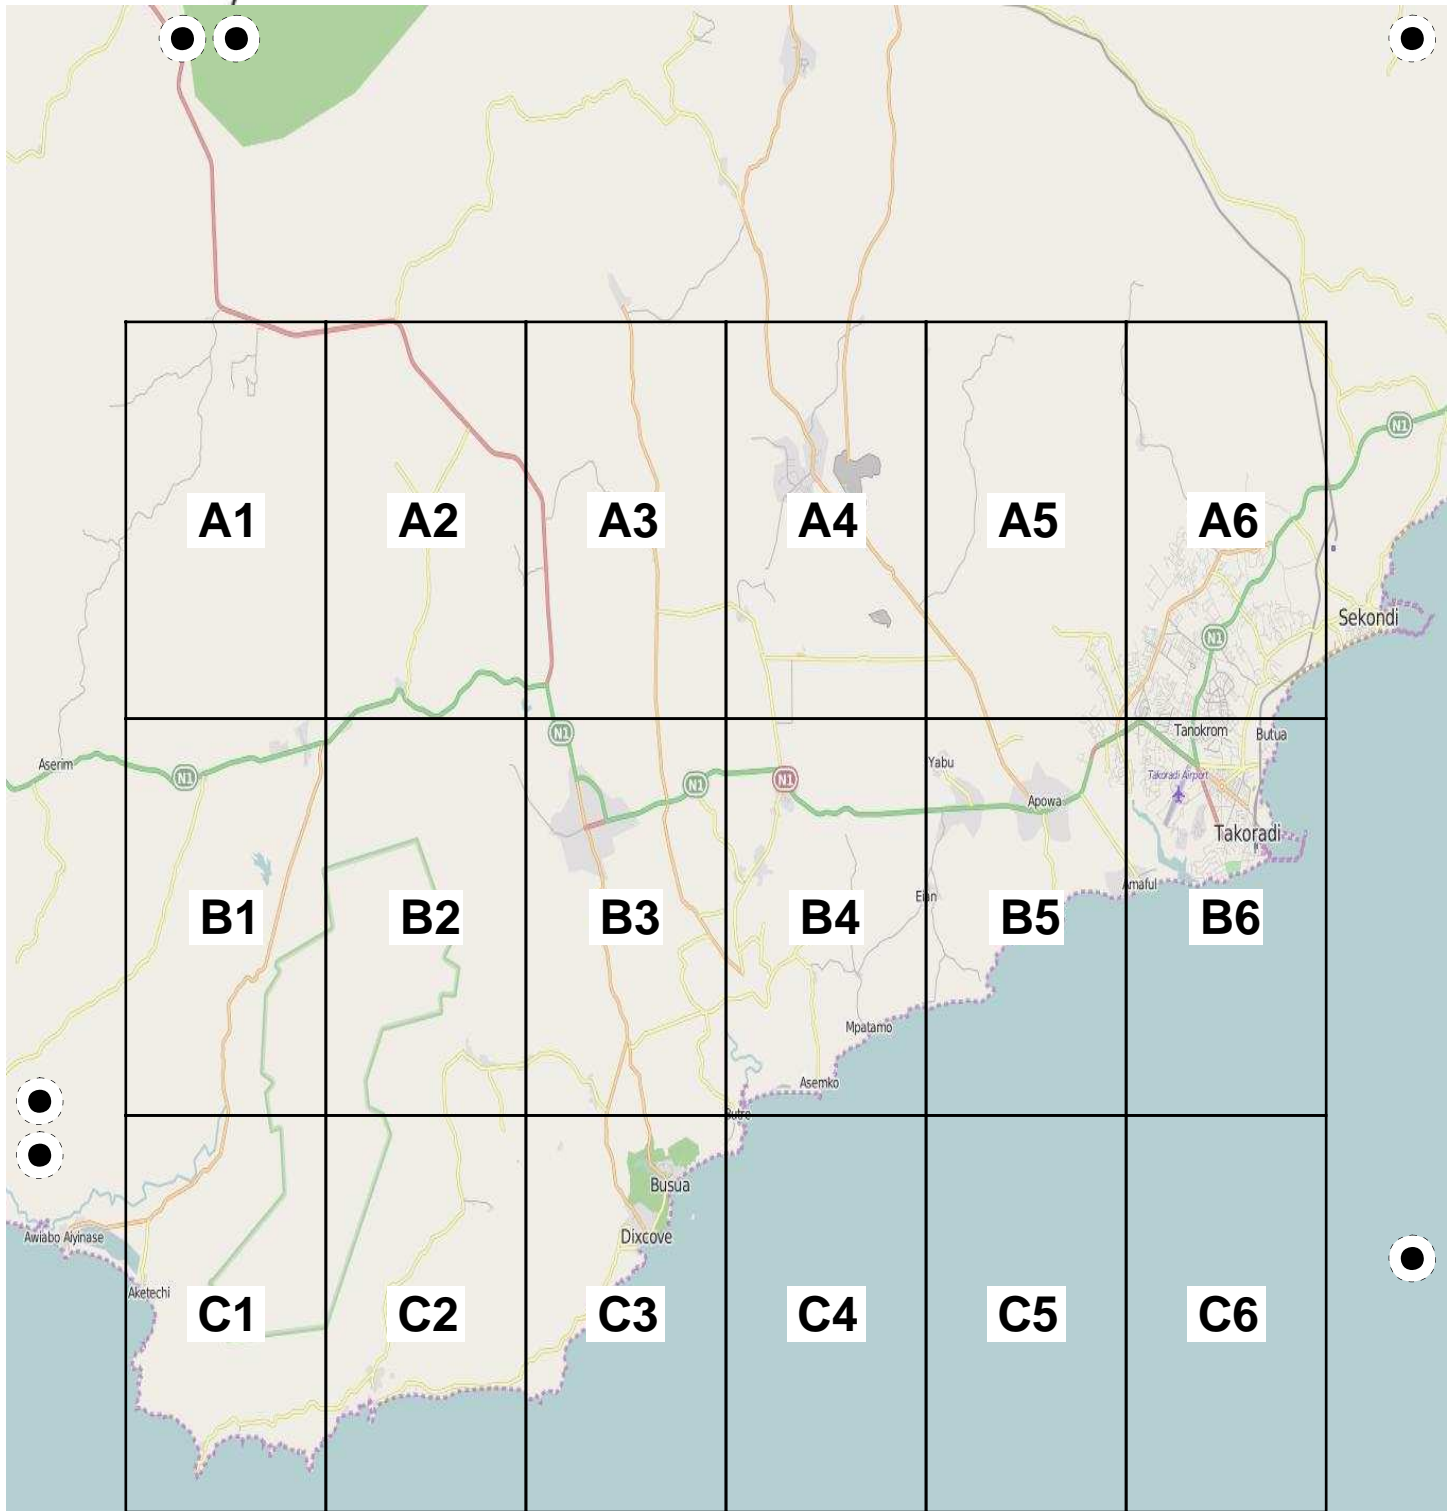 N1
A1
A2
A3
A4
A5
A6
Sekondi
N1
N1
Tanokrom
Butua
Aserim
N1
N1
N1
Yabu
Takoradi Airport
Apowa
Takoradi
Amaful
B1
B2
B3
B4
B5
B6
Mpatamo
Asemko
Butre
Busua
Awiabo Aiyinase
Dixcove
Aketechi
C1
C2
C3
C4
C5
C6